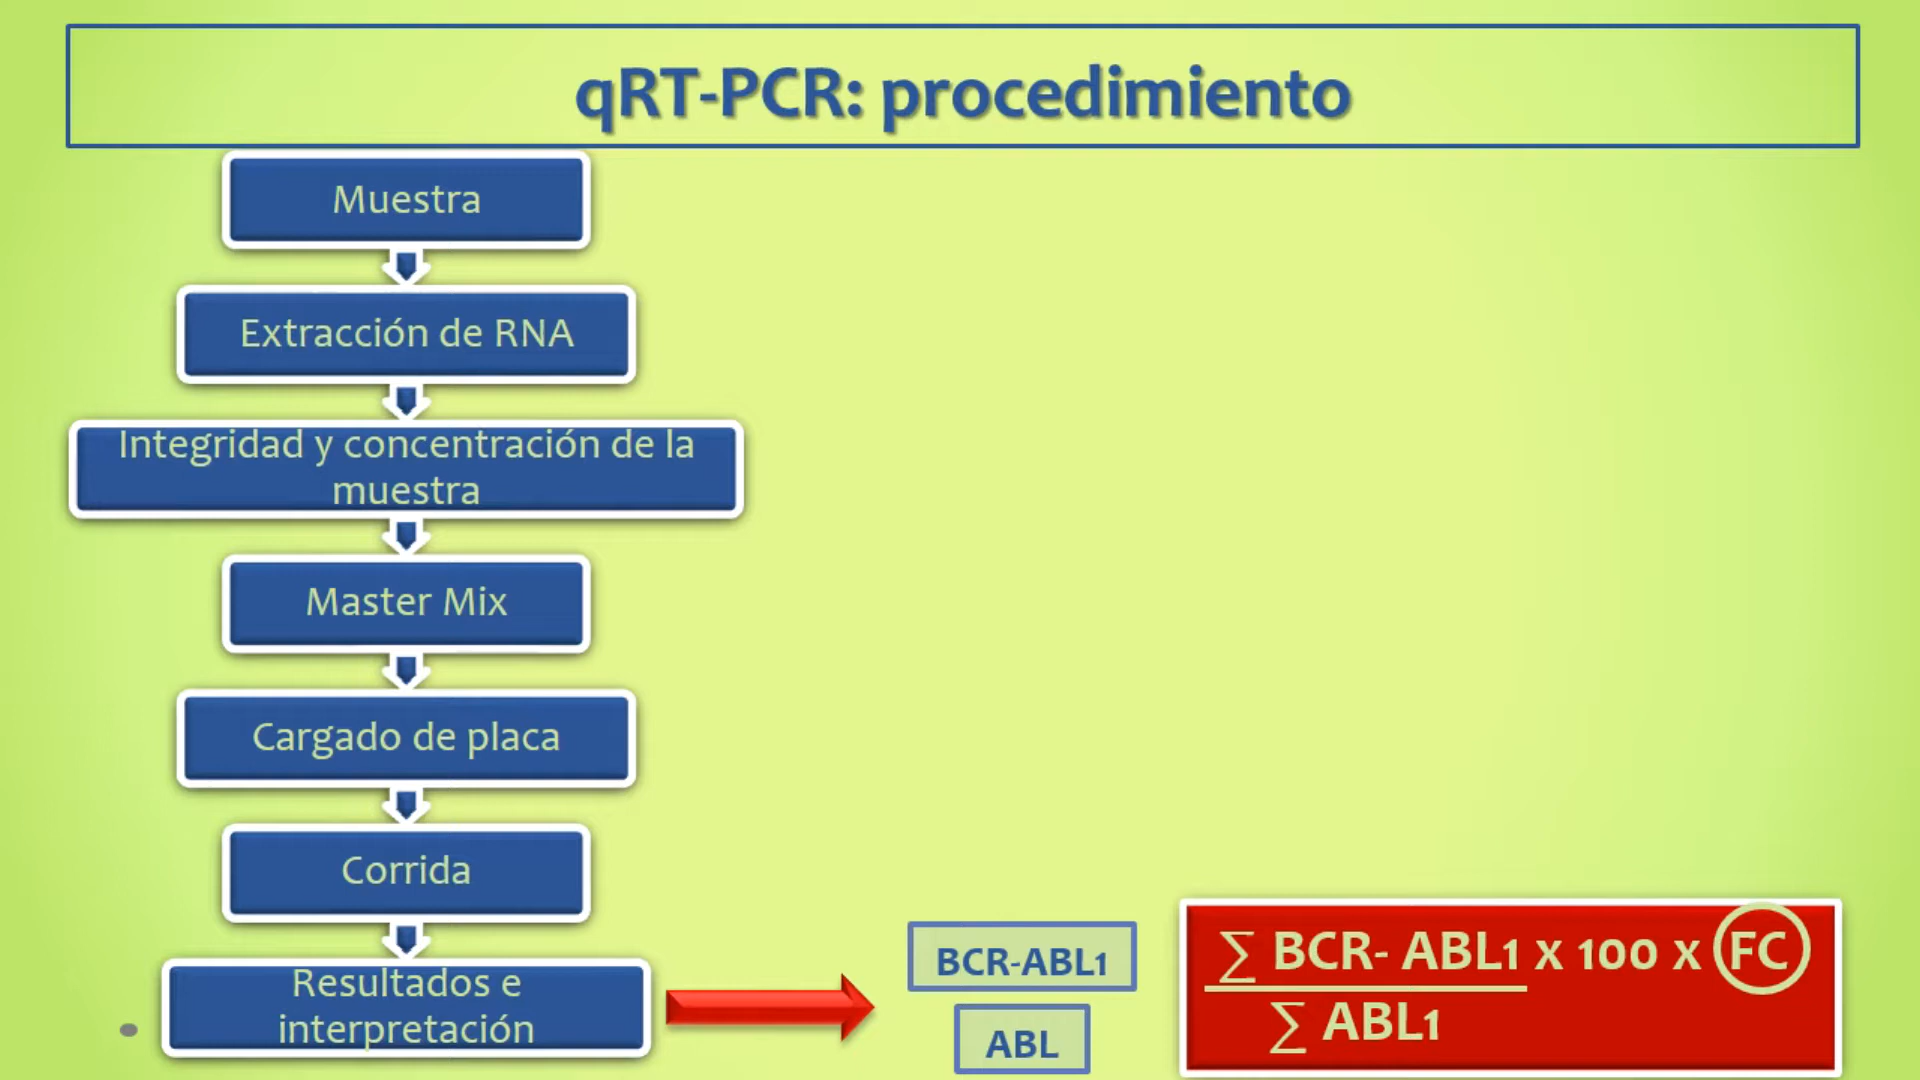 qRT-PCR: procedimiento
Muestra
Extracción de RNA
Integridad y concentración de la
muestra
Master Mix
Cargado de placa
Corrida
Resultados e
interpretación
BCR-ABL1
ABL
∑ BCR- ABL1 x 100 x FC
∑ ABL1